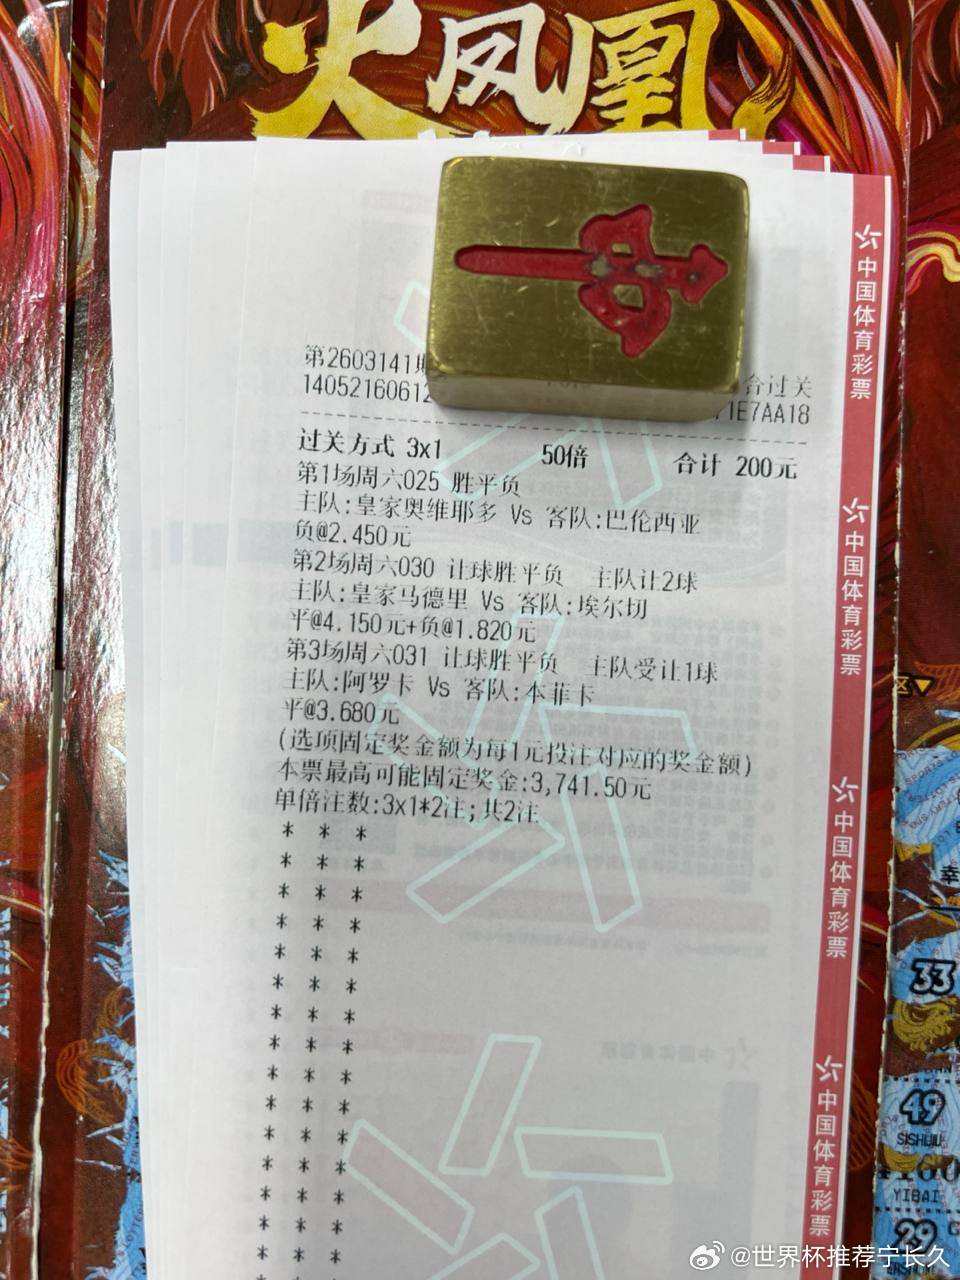 火凤凰
第2603141期
14052160612
合过关
1E7AA18
过关方式 3x1 50倍 合计 200元
第1场周六025 胜平负
主队:皇家奥维耶多 Vs 客队:巴伦西亚
负@2.450元
第2场周六030 让球胜平负 主队让2球
主队:皇家马德里 Vs 客队:埃尔切
平@4.150元+负@1.820元
第3场周六031 让球胜平负 主队受让1球
主队:阿罗卡 Vs 客队:本菲卡
平@3.680元
(选项固定奖金额为每1元投注对应的奖金额)
本票最高可能固定奖金:3,741.50元
单倍注数:3x1*2注;共2注
中国体育彩票
中国体育彩票
中国体育彩票
中国体育彩票
幸
33
49
SISHIJIU
YIBAI
29
@世界杯推荐宁长久